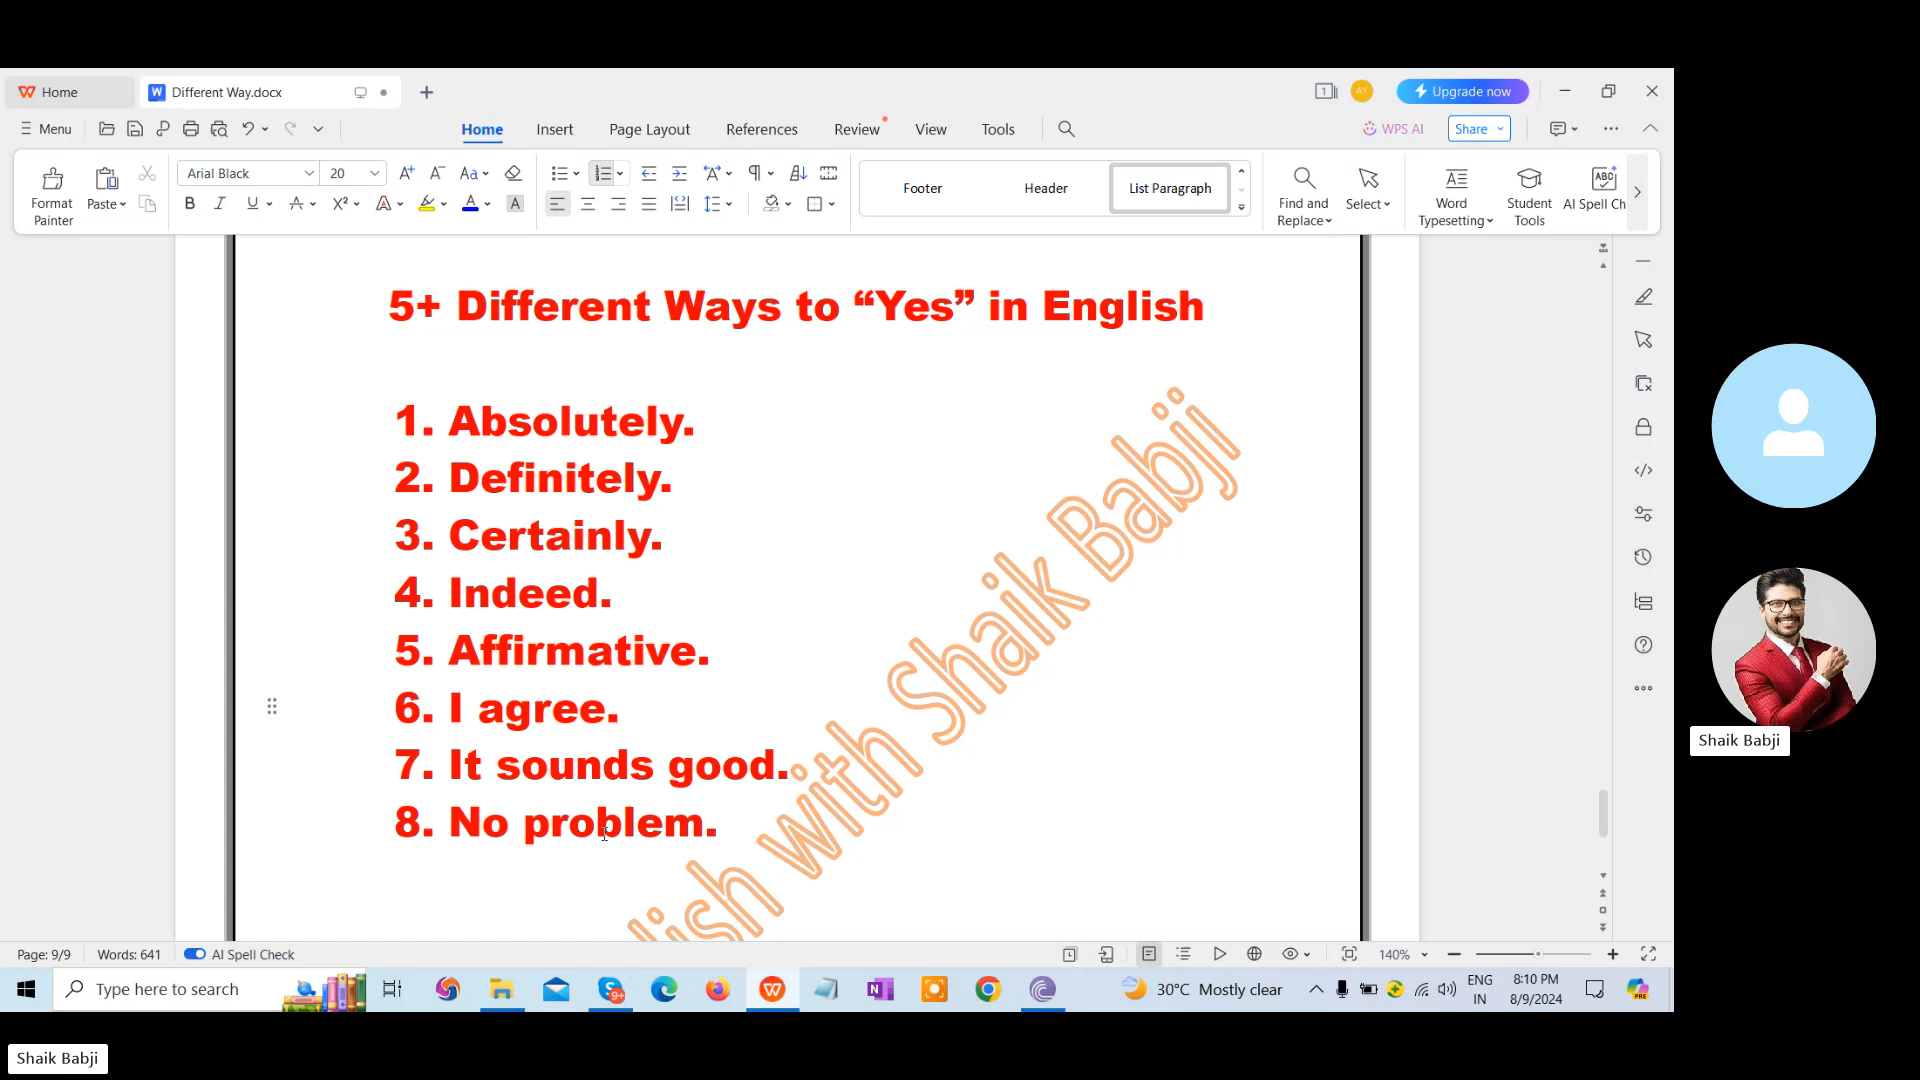 Home
Different Way.docx
1
AY
Upgrade now
Menu
Home
Insert
Page Layout
References
Review
View
Tools
WPS AI
Share
Format Painter
Paste
Arial Black
20
Footer
Header
List Paragraph
Find and Replace
Select
Word Typesetting
Student Tools
AI Spell Ch
5+ Different Ways to “Yes” in English
1. Absolutely.
2. Definitely.
3. Certainly.
4. Indeed.
5. Affirmative.
6. I agree.
7. It sounds good.
8. No problem.
lish with Shaik Babji
Shaik Babji
Page: 9/9
Words: 641
AI Spell Check
140%
Type here to search
9+
30°C Mostly clear
ENG
IN
8:10 PM
8/9/2024
PRE
Shaik Babji